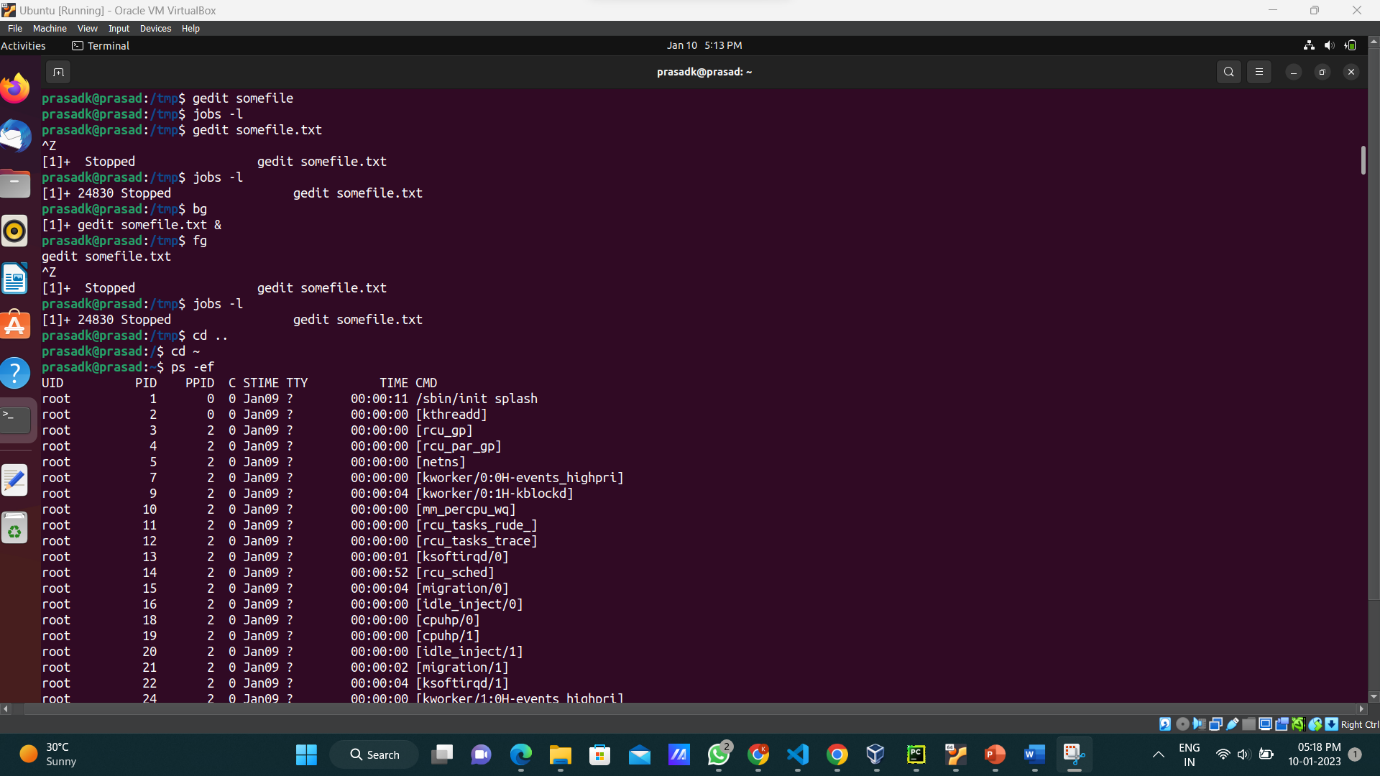 Ubuntu [Running] - Oracle VM VirtualBox
File Machine View Input Devices Help
Activities Terminal Jan 10 5:13 PM
prasadk@prasad: ~
prasadk@prasad:/tmp$ gedit somefile
prasadk@prasad:/tmp$ jobs -l
prasadk@prasad:/tmp$ gedit somefile.txt
^Z
[1]+  Stopped                 gedit somefile.txt
prasadk@prasad:/tmp$ jobs -l
[1]+ 24830 Stopped                 gedit somefile.txt
prasadk@prasad:/tmp$ bg
[1]+ gedit somefile.txt &
prasadk@prasad:/tmp$ fg
gedit somefile.txt
^Z
[1]+  Stopped                 gedit somefile.txt
prasadk@prasad:/tmp$ jobs -l
[1]+ 24830 Stopped                 gedit somefile.txt
prasadk@prasad:/tmp$ cd ..
prasadk@prasad:/$ cd ~
prasadk@prasad:~$ ps -ef
UID          PID    PPID  C STIME TTY          TIME CMD
root           1       0  0 Jan09 ?        00:00:11 /sbin/init splash
root           2       0  0 Jan09 ?        00:00:00 [kthreadd]
root           3       2  0 Jan09 ?        00:00:00 [rcu_gp]
root           4       2  0 Jan09 ?        00:00:00 [rcu_par_gp]
root           5       2  0 Jan09 ?        00:00:00 [netns]
root           7       2  0 Jan09 ?        00:00:00 [kworker/0:0H-events_highpri]
root           9       2  0 Jan09 ?        00:00:04 [kworker/0:1H-kblockd]
root          10       2  0 Jan09 ?        00:00:00 [mm_percpu_wq]
root          11       2  0 Jan09 ?        00:00:00 [rcu_tasks_rude_]
root          12       2  0 Jan09 ?        00:00:00 [rcu_tasks_trace]
root          13       2  0 Jan09 ?        00:00:01 [ksoftirqd/0]
root          14       2  0 Jan09 ?        00:00:52 [rcu_sched]
root          15       2  0 Jan09 ?        00:00:04 [migration/0]
root          16       2  0 Jan09 ?        00:00:00 [idle_inject/0]
root          18       2  0 Jan09 ?        00:00:00 [cpuhp/0]
root          19       2  0 Jan09 ?        00:00:00 [cpuhp/1]
root          20       2  0 Jan09 ?        00:00:00 [idle_inject/1]
root          21       2  0 Jan09 ?        00:00:02 [migration/1]
root          22       2  0 Jan09 ?        00:00:04 [ksoftirqd/1]
root          24       2  0 Jan09 ?        00:00:00 [kworker/1:0H-events_highpri]
Right Ctrl
30°C
Sunny
Search
2
ENG
IN
05:18 PM
10-01-2023
1